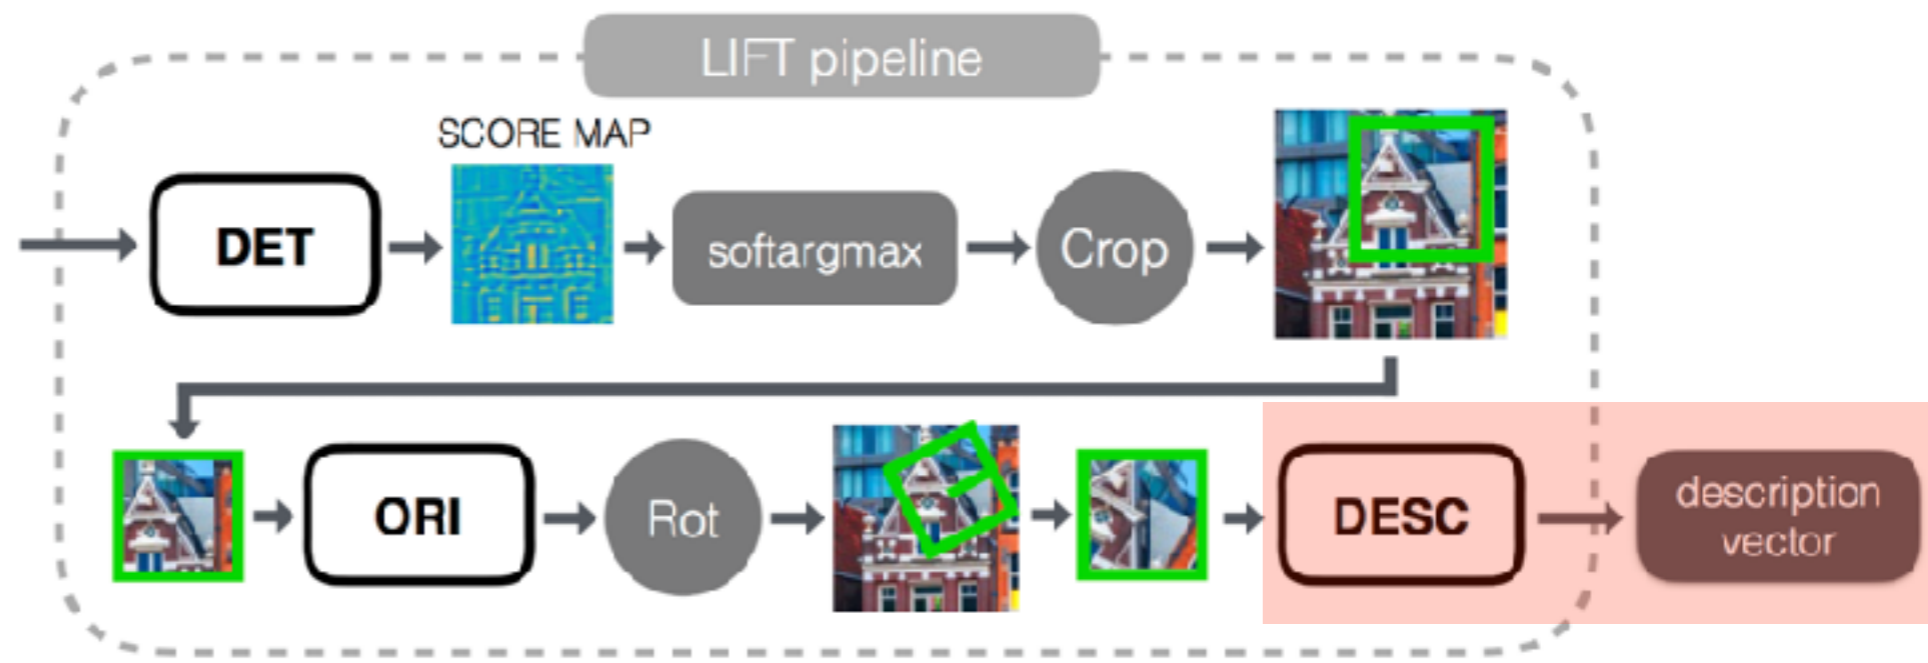 LIFT pipeline
SCORE MAP
DET
softargmax
Crop
ORI
Rot
DESC
description
vector